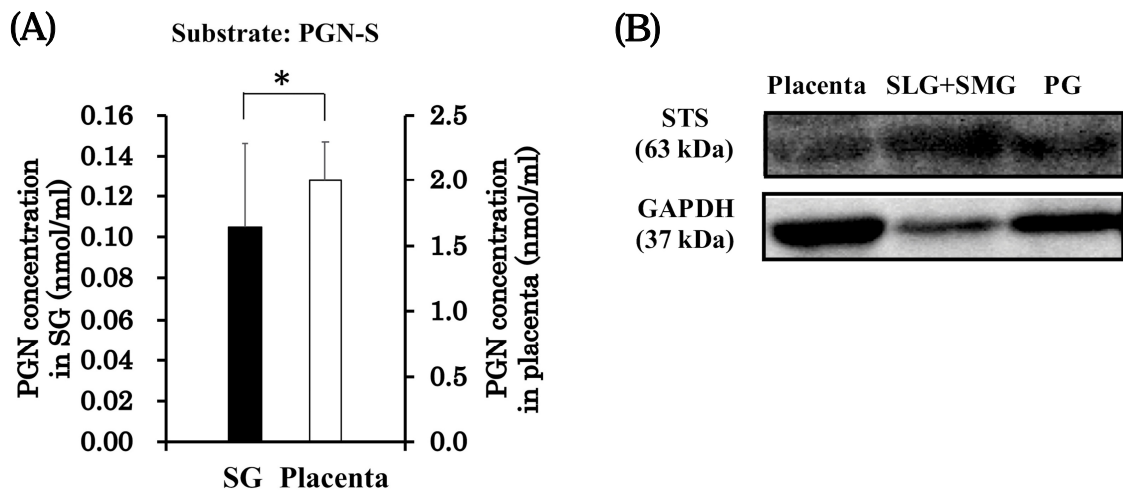 (A)
Substrate: PGN-S
*
0.16
0.14
0.12
0.10
0.08
0.06
0.04
0.02
0.00
PGN concentration
in SG (nmol/ml)
2.5
2.0
1.5
1.0
0.5
0.0
PGN concentration
in placenta (nmol/ml)
SG Placenta
(B)
Placenta SLG+SMG PG
STS
(63 kDa)
GAPDH
(37 kDa)